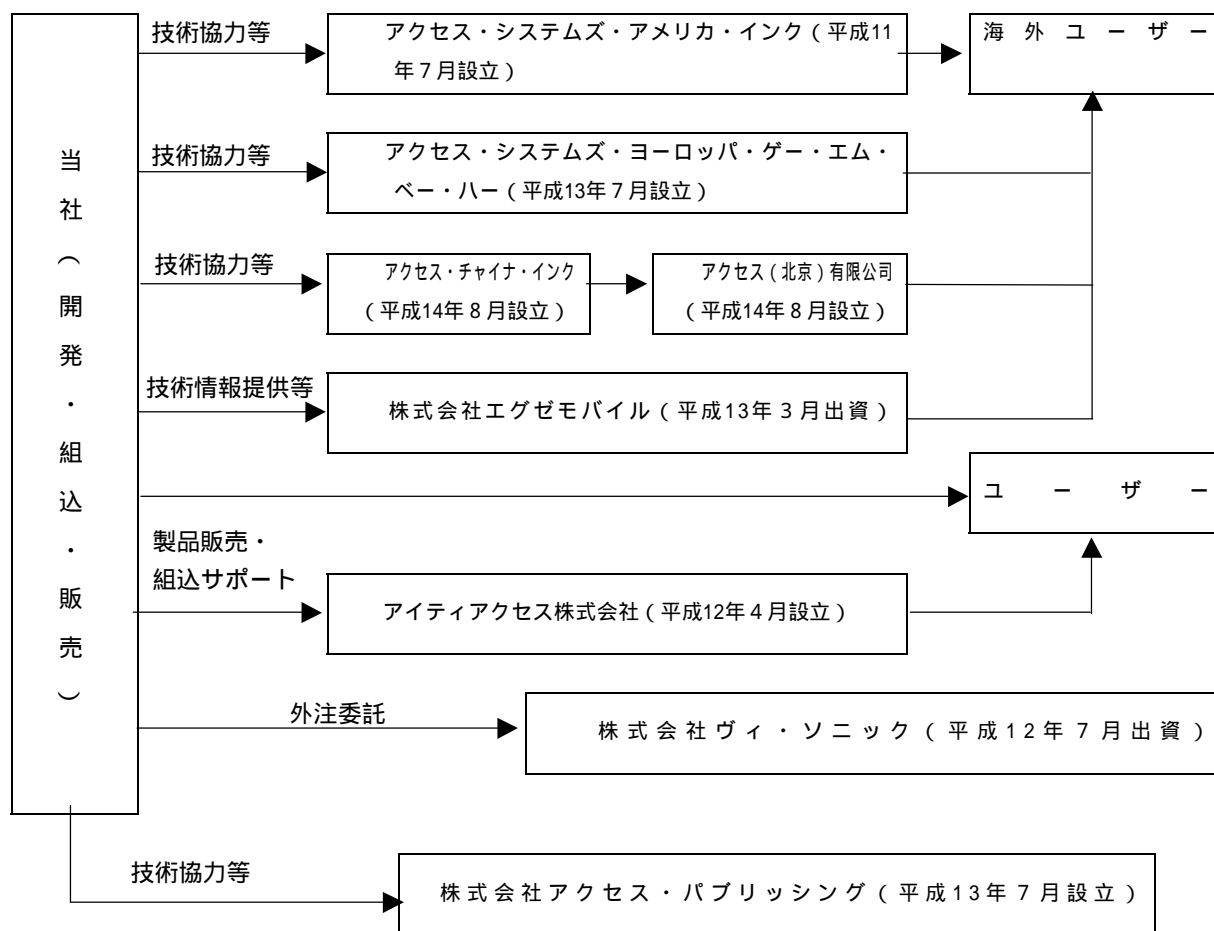 技術協力等
アクセス・システムズ・アメリカ・インク（平成11
年７月設立）
海外ユーザー
技術協力等
アクセス・システムズ・ヨーロッパ・ゲー・エム・
ベー・ハー（平成13年７月設立）
当社（開発・組込・販売）
技術協力等
アクセス・チャイナ・インク
（平成14年８月設立）
アクセス（北京）有限公司
（平成14年８月設立）
技術情報提供等
株式会社エグゼモバイル（平成13年３月出資）
ユーザー
製品販売・
組込サポート
アイティアクセス株式会社（平成12年４月設立）
外注委託
株式会社ヴィ・ソニック（平成12年７月出資）
技術協力等
株式会社アクセス・パブリッシング（平成13年７月設立）